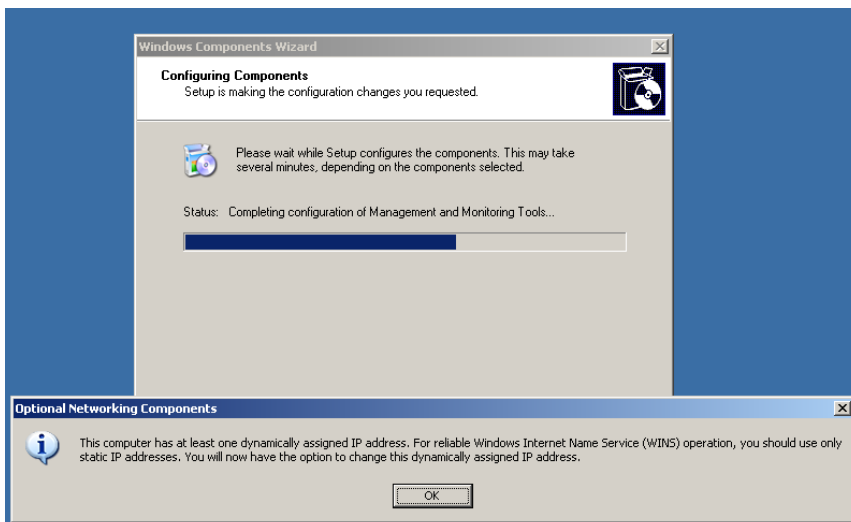 Windows Components Wizard
Configuring Components
Setup is making the configuration changes you requested.
Please wait while Setup configures the components. This may take
several minutes, depending on the components selected.
Status: Completing configuration of Management and Monitoring Tools...
Optional Networking Components
This computer has at least one dynamically assigned IP address. For reliable Windows Internet Name Service (WINS) operation, you should use only
static IP addresses. You will now have the option to change this dynamically assigned IP address.
OK